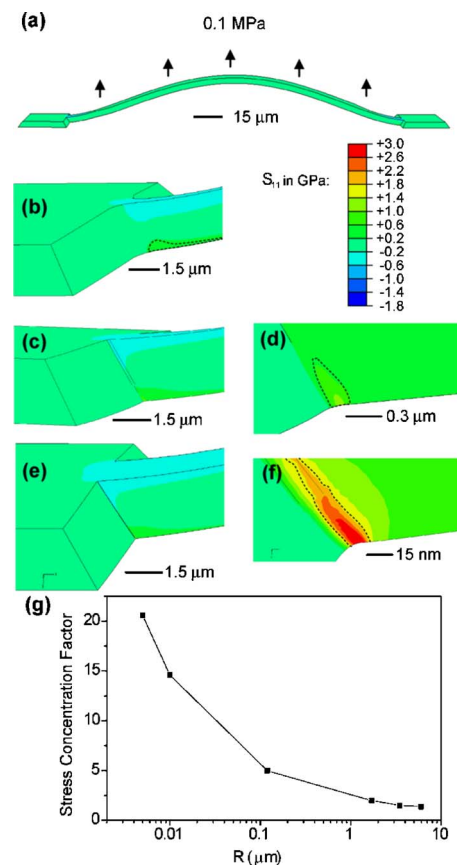 (a)
0.1 MPa
15 μm
S11 in GPa:
+3.0
+2.6
+2.2
+1.8
+1.4
+1.0
+0.6
+0.2
-0.2
-0.6
-1.0
-1.4
-1.8
(b)
1.5 μm
(c)
1.5 μm
(d)
0.3 μm
(e)
1.5 μm
(f)
15 nm
(g)
Stress Concentration Factor
20
15
10
5
0
0.01
0.1
1
10
R (μm)